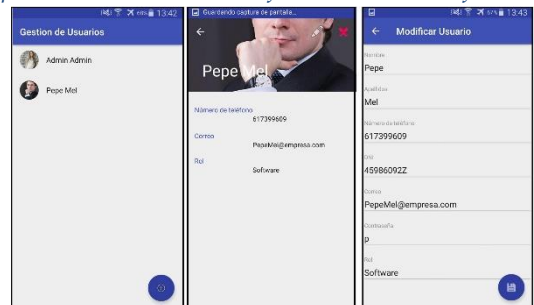 13:42
Gestion de Usuarios
Admin Admin
Pepe Mel
Guardando capture de pantalla...
Pepe Mel
Número de teléfono
617399609
Correo
PepeMel@empresa.com
Rol
Software
13:43
Modificar Usuario
Nombre
Pepe
Apellidos
Mel
Número de teléfono
617399609
DNI
45986092Z
Correo
PepeMel@empresa.com
Contraseña
p
Rol
Software